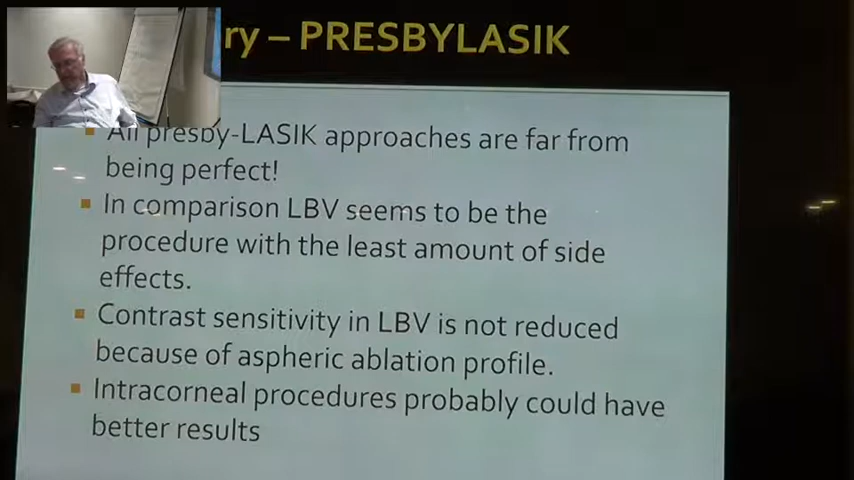 ry – PRESBYLASIK
All presby-LASIK approaches are far from
being perfect!
In comparison LBV seems to be the
procedure with the least amount of side
effects.
Contrast sensitivity in LBV is not reduced
because of aspheric ablation profile.
Intracorneal procedures probably could have
better results